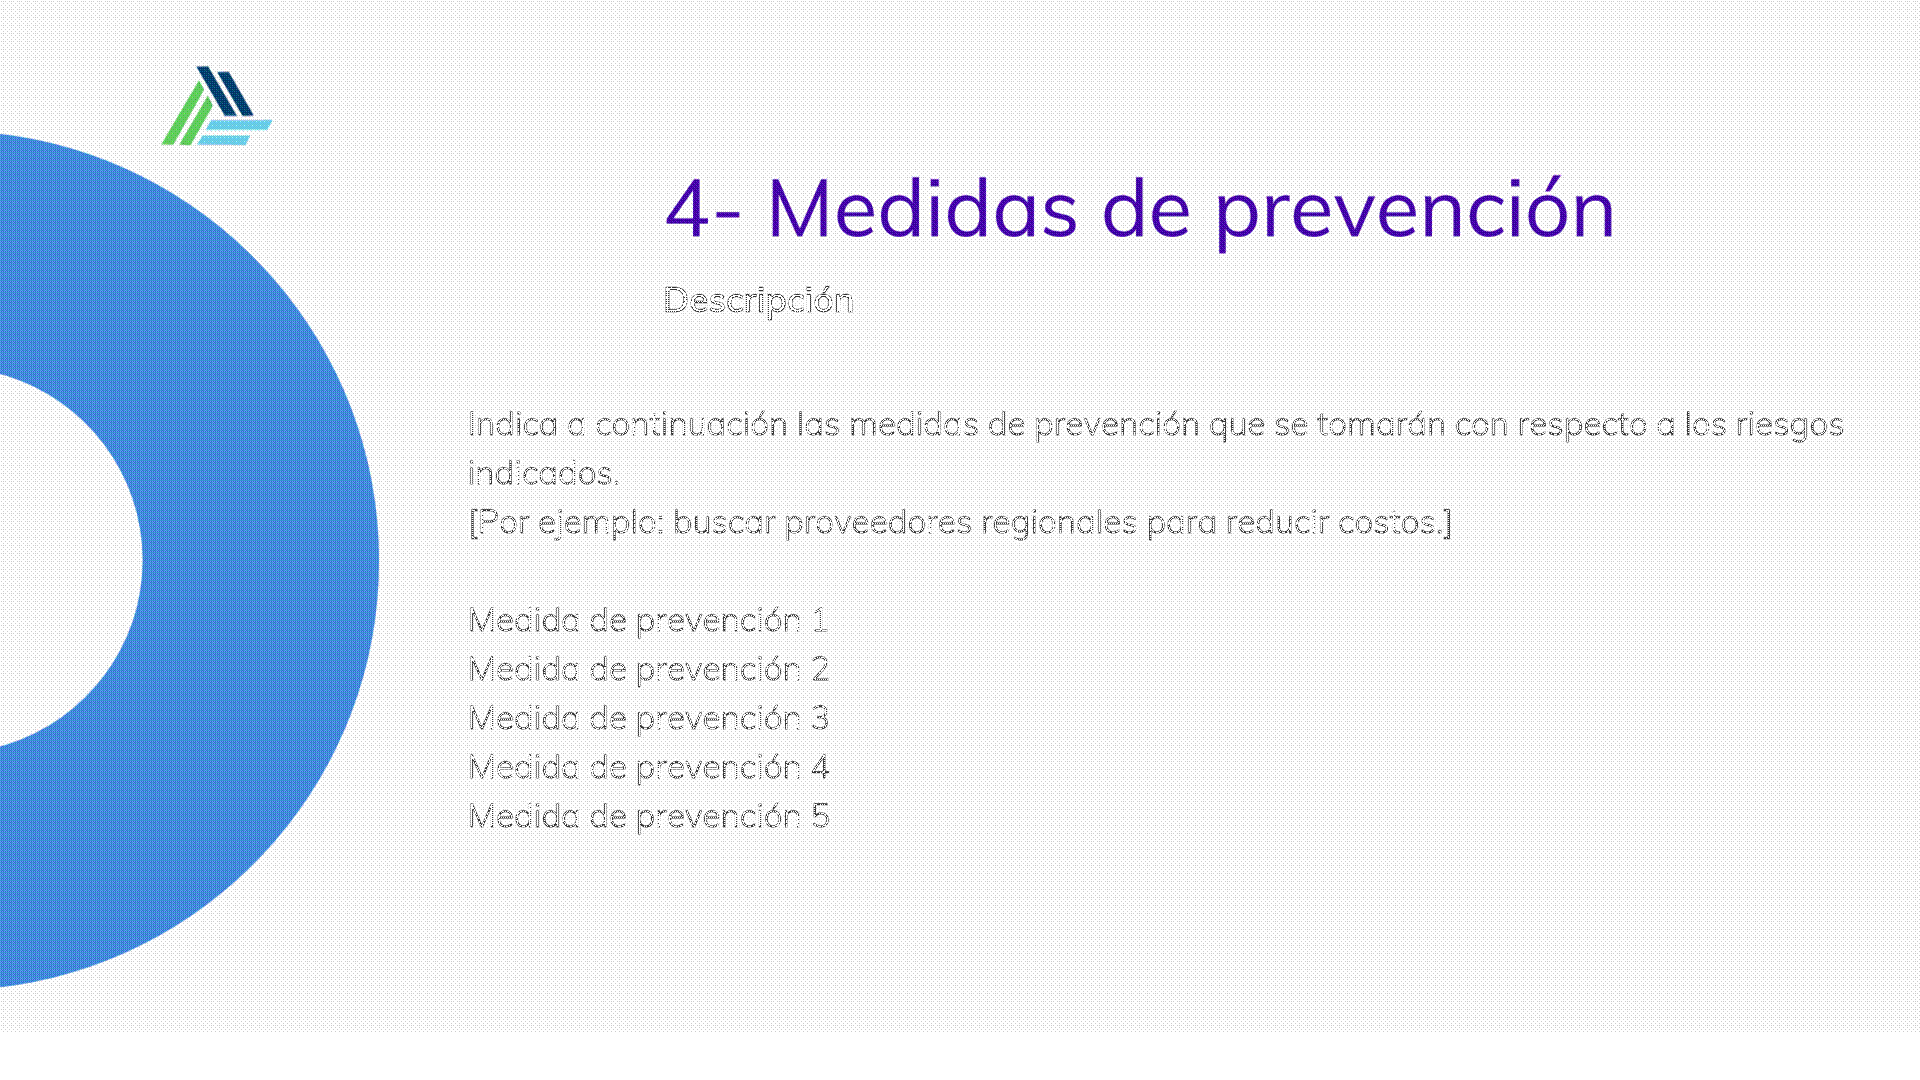 4- Medidas de prevención
Descripción
Indica a continuación las medidas de prevención que se tomarán con respecto a los riesgos
indicados.
[Por ejemplo: buscar proveedores regionales para reducir costos.]
Medida de prevención 1
Medida de prevención 2
Medida de prevención 3
Medida de prevención 4
Medida de prevención 5